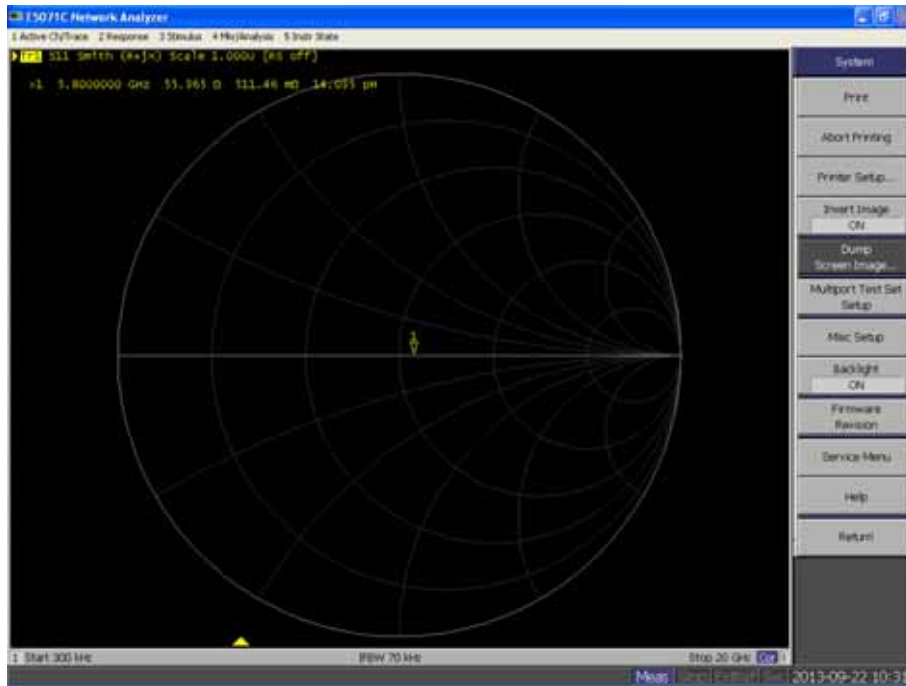 E5071C Network Analyzer
1 Active Ch/Trace 2 Response 3 Stimulus 4 Mkr/Analysis 5 Instr State
Tr1 S11 Smith (R+jX) Scale 1.000U [RS off]
>1 5.8000000 GHz 55.365 Ω 511.46 mΩ 14.035 pH
1
System
Print
Abort Printing
Printer Setup...
Invert Image
ON
Dump
Screen Image...
Multiport Test Set
Setup
Misc Setup
Backlight
ON
Firmware
Revision
Service Menu
Help
Return
1 Start 300 kHz
IFBW 70 kHz
Stop 20 GHz Cor
Meas
2013-09-22 10:31